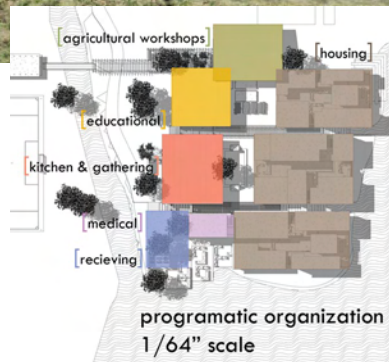 [agricultural workshops]
[housing]
[educational]
[kitchen & gathering]
[medical]
[recieving]
programatic organization
1/64” scale